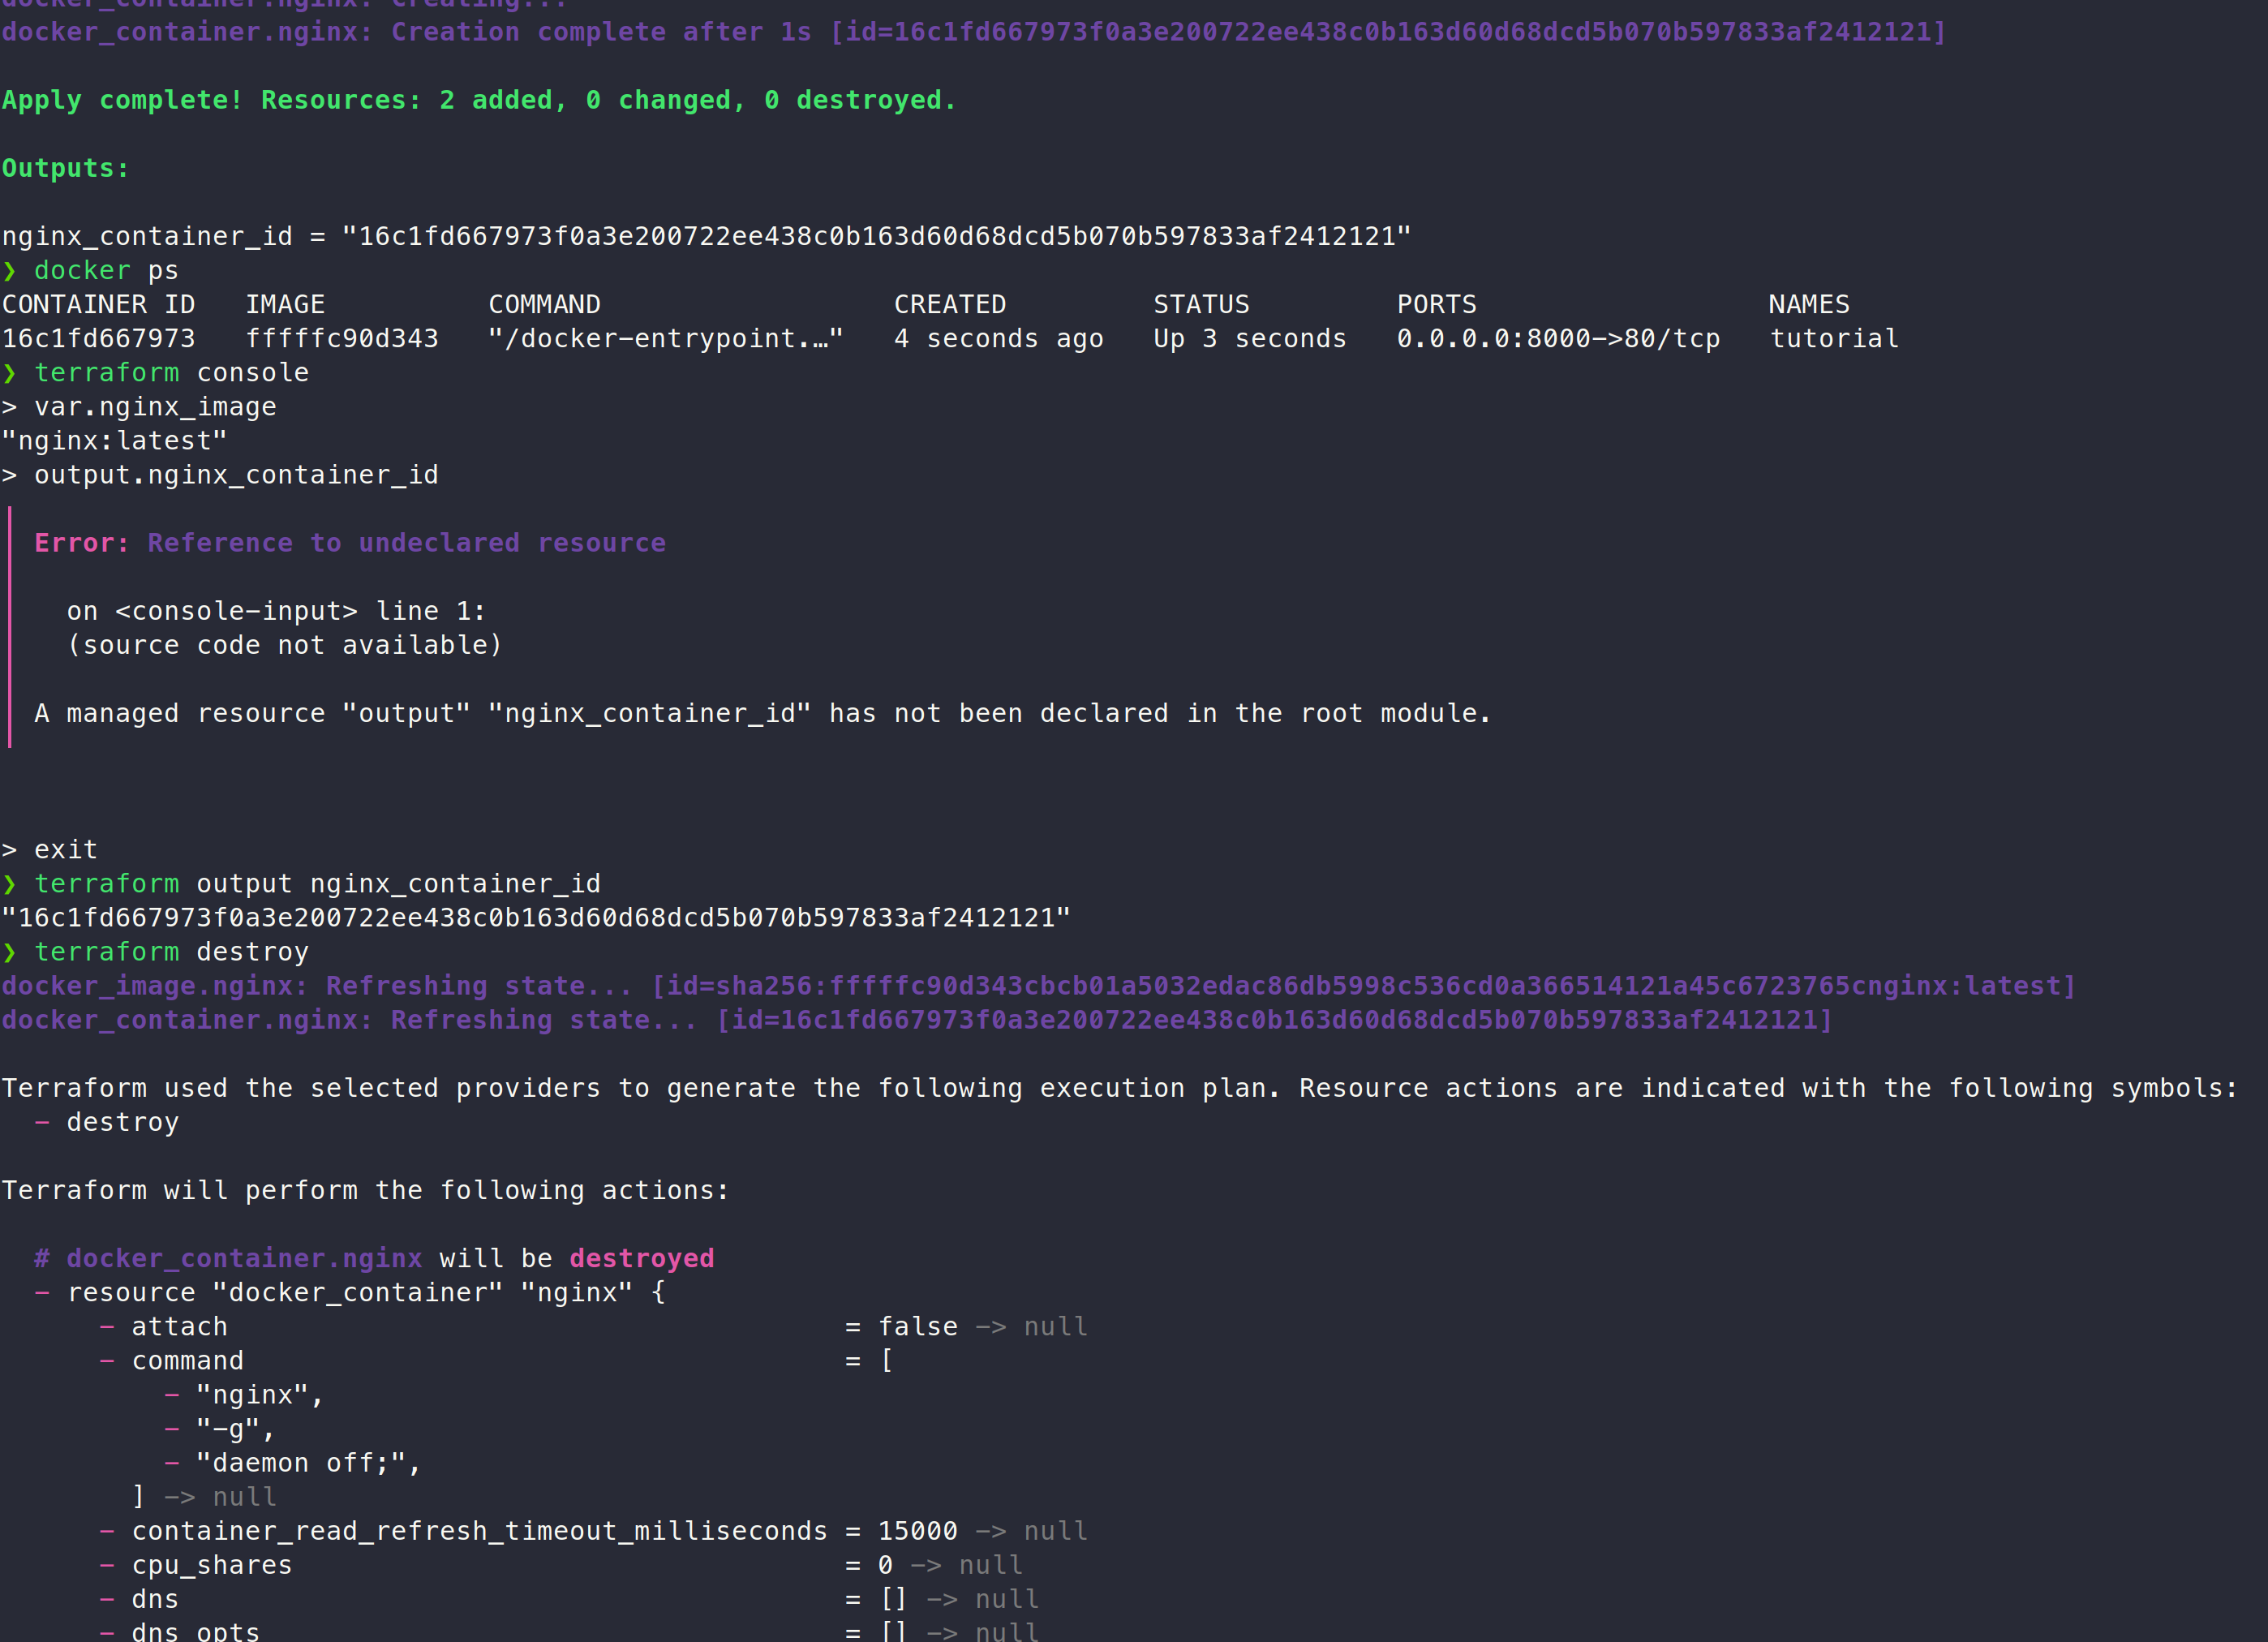 docker_container.nginx: Creating...
docker_container.nginx: Creation complete after 1s [id=16c1fd667973f0a3e200722ee438c0b163d60d68dcd5b070b597833af2412121]
Apply complete! Resources: 2 added, 0 changed, 0 destroyed.
Outputs:
nginx_container_id = "16c1fd667973f0a3e200722ee438c0b163d60d68dcd5b070b597833af2412121"
❯ docker ps
CONTAINER ID   IMAGE          COMMAND                  CREATED         STATUS         PORTS                  NAMES
16c1fd667973   fffffc90d343   "/docker-entrypoint.…"   4 seconds ago   Up 3 seconds   0.0.0.0:8000->80/tcp   tutorial
❯ terraform console
> var.nginx_image
"nginx:latest"
> output.nginx_container_id
Error: Reference to undeclared resource
on <console-input> line 1:
(source code not available)
A managed resource "output" "nginx_container_id" has not been declared in the root module.
> exit
❯ terraform output nginx_container_id
"16c1fd667973f0a3e200722ee438c0b163d60d68dcd5b070b597833af2412121"
❯ terraform destroy
docker_image.nginx: Refreshing state... [id=sha256:fffffc90d343cbcb01a5032edac86db5998c536cd0a366514121a45c6723765cnginx:latest]
docker_container.nginx: Refreshing state... [id=16c1fd667973f0a3e200722ee438c0b163d60d68dcd5b070b597833af2412121]
Terraform used the selected providers to generate the following execution plan. Resource actions are indicated with the following symbols:
- destroy
Terraform will perform the following actions:
# docker_container.nginx will be destroyed
- resource "docker_container" "nginx" {
- attach                                      = false -> null
- command                                     = [
- "nginx",
- "-g",
- "daemon off;",
] -> null
- container_read_refresh_timeout_milliseconds = 15000 -> null
- cpu_shares                                  = 0 -> null
- dns                                         = [] -> null
- dns_opts                                    = [] -> null